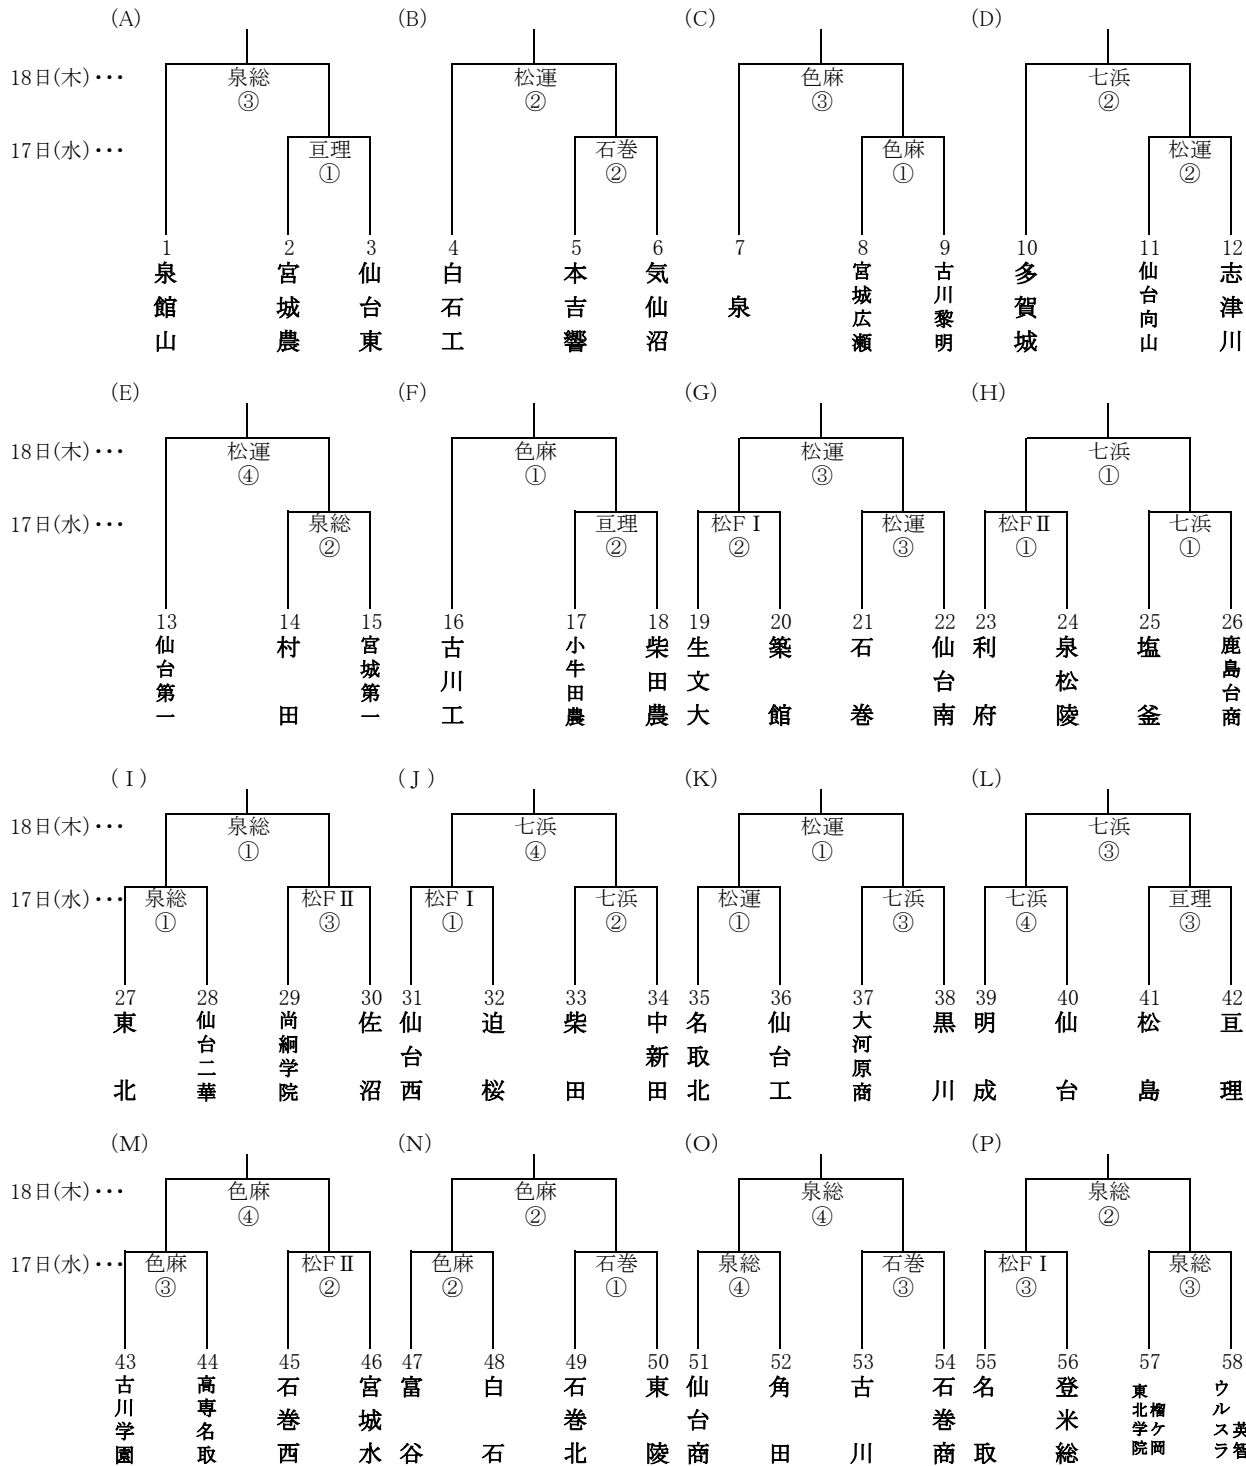 (A) (B) (C) (D)
18日(木)・・・ 泉総 松運 色麻 七浜
③ ② ③ ②
17日(水)・・・ 亘理 石巻 色麻 松運
① ② ① ②
1 2 3 4 5 6 7 8 9 10 11 12
泉館山 宮城農 仙台東 白石工 本吉響 気仙沼 泉 宮城広瀬 古川黎明 多賀城 仙台向山 志津川
(E) (F) (G) (H)
18日(木)・・・ 松運 色麻 松運 七浜
④ ① ③ ①
17日(水)・・・ 泉総 亘理 松FⅠ 松運 松FⅡ 七浜
② ② ② ③ ① ①
13 14 15 16 17 18 19 20 21 22 23 24 25 26
仙台第一 村田 宮城第一 古川工 小牛田農 柴田農 生文大 築館 石巻 仙台南 利府 泉松陵 塩釜 鹿島台商
(I) (J) (K) (L)
18日(木)・・・ 泉総 七浜 松運 七浜
① ④ ① ③
17日(水)・・・ 泉総 松FⅡ 松FⅠ 七浜 松運 七浜 七浜 亘理
① ③ ① ② ① ③ ④ ③
27 28 29 30 31 32 33 34 35 36 37 38 39 40 41 42
東北 仙台二華 尚絅学院 佐沼 仙台西 迫桜 柴田 中新田 名取北 仙台工 大河原商 黒川 明成 仙台 松島 亘理
(M) (N) (O) (P)
18日(木)・・・ 色麻 色麻 泉総 泉総
④ ② ④ ②
17日(水)・・・ 色麻 松FⅡ 色麻 石巻 泉総 石巻 松FⅠ 泉総
③ ② ② ① ④ ③ ③ ③
43 44 45 46 47 48 49 50 51 52 53 54 55 56 57 58
古川学園 高専名取 石巻西 宮城水 富谷 白石 石巻北 東陵 仙台商 角田 古川 石巻商 名取 登米総 東北学院榴ケ岡 ウルスラ英智